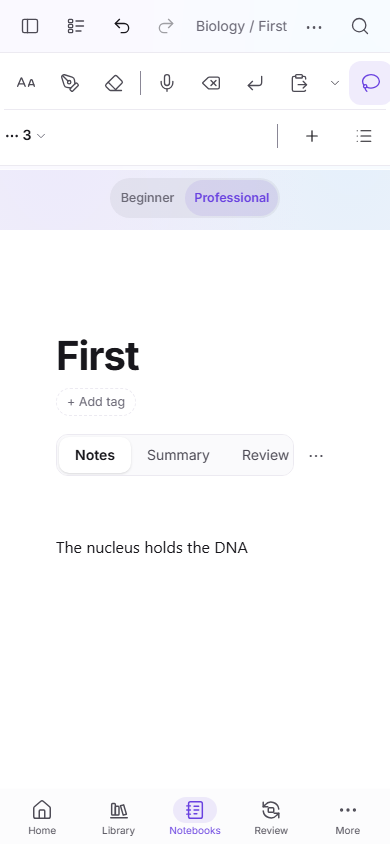 Biology / First
AA
3
Beginner Professional
First
+ Add tag
Notes Summary Review
The nucleus holds the DNA
Home Library Notebooks Review More